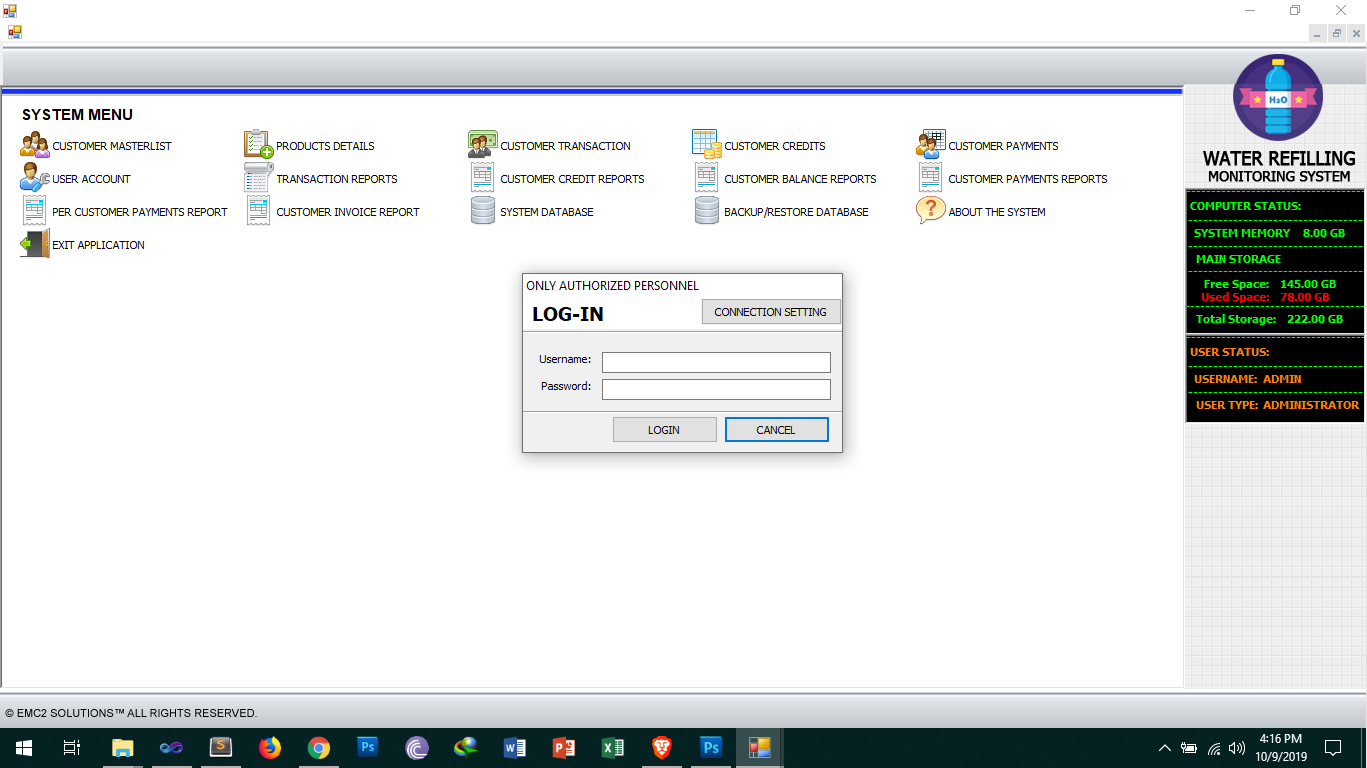 SYSTEM MENU
CUSTOMER MASTERLIST
PRODUCTS DETAILS
CUSTOMER TRANSACTION
CUSTOMER CREDITS
CUSTOMER PAYMENTS
USER ACCOUNT
TRANSACTION REPORTS
CUSTOMER CREDIT REPORTS
CUSTOMER BALANCE REPORTS
CUSTOMER PAYMENTS REPORTS
PER CUSTOMER PAYMENTS REPORT
CUSTOMER INVOICE REPORT
SYSTEM DATABASE
BACKUP/RESTORE DATABASE
ABOUT THE SYSTEM
EXIT APPLICATION
ONLY AUTHORIZED PERSONNEL
LOG-IN
CONNECTION SETTING
Username:
Password:
LOGIN
CANCEL
H2O
WATER REFILLING
MONITORING SYSTEM
COMPUTER STATUS:
SYSTEM MEMORY 8.00 GB
MAIN STORAGE
Free Space: 145.00 GB
Used Space: 78.00 GB
Total Storage: 222.00 GB
USER STATUS:
USERNAME: ADMIN
USER TYPE: ADMINISTRATOR
© EMC2 SOLUTIONS™ ALL RIGHTS RESERVED.
S
Ps
W
P
X
Ps
4:16 PM
10/9/2019